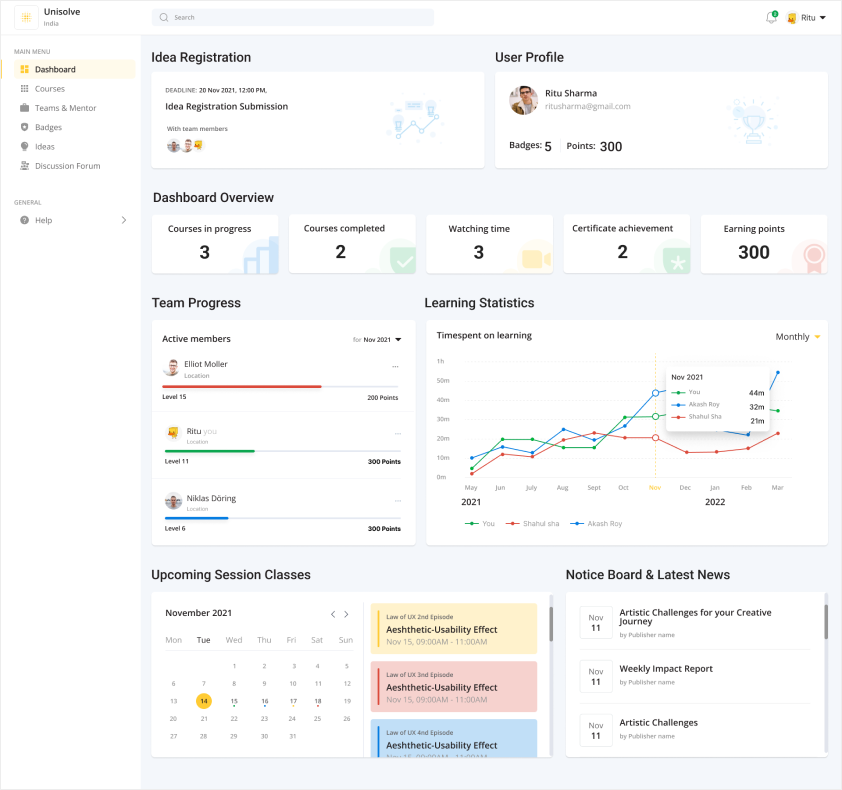 Unisolve
India
Search
2
Ritu
MAIN MENU
Dashboard
Courses
Teams & Mentor
Badges
Ideas
Discussion Forum
GENERAL
Help
Idea Registration
DEADLINE: 20 Nov 2021, 12:00 PM,
Idea Registration Submission
With team members
User Profile
Ritu Sharma
ritusharma@gmail.com
Badges: 5
Points: 300
Dashboard Overview
Courses in progress
3
Courses completed
2
Watching time
3
Certificate achievement
2
Earning points
300
Team Progress
Active members
for Nov 2021
Elliot Moller
...
Location
Level 15
200 Points
Ritu you
...
Location
Level 11
300 Points
Niklas Döring
...
Location
Level 6
300 Points
Learning Statistics
Timespent on learning
Monthly
1h
50m
40m
30m
20m
10m
0m
Nov 2021
You 44m
Akash Roy 32m
Shahul Sha 21m
May Jun July Aug Sept Oct Nov Dec Jan Feb Mar
2021 2022
You Shahul sha Akash Roy
Upcoming Session Classes
November 2021
Mon Tue Wed Thu Fri Sat Sun
1 2 3 4 5
6 7 8 9 10 11 12
13 14 15 16 17 18 19
20 21 22 23 24 25 26
27 28 29 30 31
Law of UX 2nd Episode
Aeshthetic-Usability Effect
Nov 15, 09:00AM - 11:00AM
Law of UX 3nd Episode
Aeshthetic-Usability Effect
Nov 15, 09:00AM - 11:00AM
Law of UX 4nd Episode
Aeshthetic-Usability Effect
Nov 15, 09:00AM - 11:00AM
Notice Board & Latest News
Nov
11
Artistic Challenges for your Creative
Journey
by Publisher name
Nov
11
Weekly Impact Report
by Publisher name
Nov
11
Artistic Challenges
by Publisher name